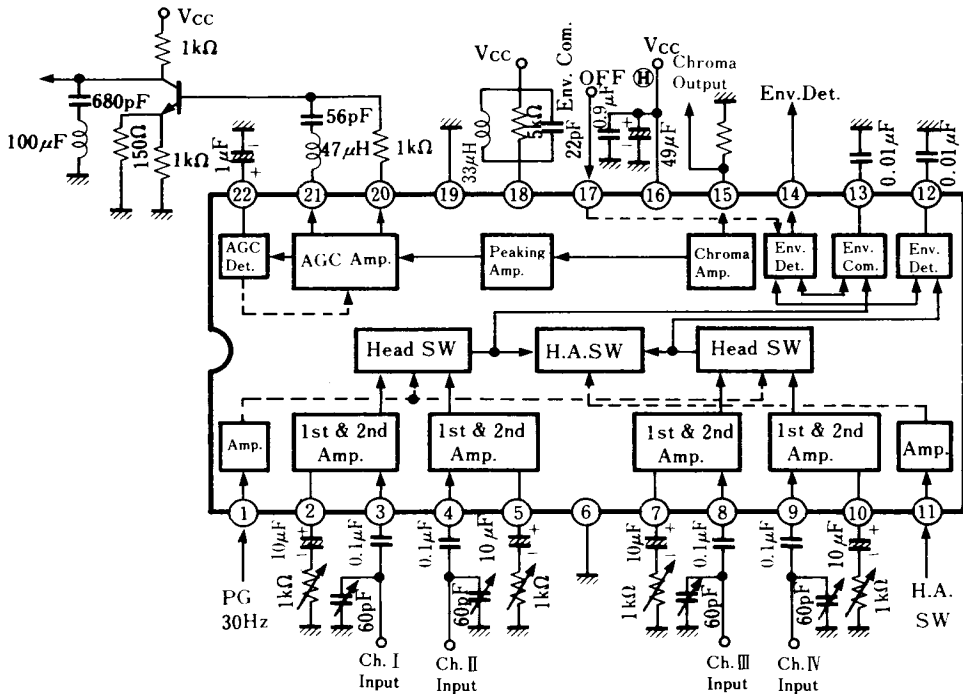 Vcc
1kΩ
680pF
100μF
150Ω
1kΩ
1μF
−
+
56pF
47μH
1kΩ
33μH
Vcc
5kΩ
Env. Com.
22pF
OFF Ⓗ
0.9μF
+
−
49μF
Vcc
Chroma
Output
Env.Det.
0.01μF
0.01μF
22
21
20
19
18
17
16
15
14
13
12
AGC
Det.
AGC Amp.
Peaking
Amp.
Chroma
Amp.
Env.
Det.
Env.
Com.
Env.
Det.
Head SW
H.A.SW
Head SW
Amp.
1st & 2nd
Amp.
1st & 2nd
Amp.
1st & 2nd
Amp.
1st & 2nd
Amp.
Amp.
1
2
3
4
5
6
7
8
9
10
11
PG
30Hz
10μF
+
−
1kΩ
0.1μF
60pF
Ch. Ⅰ
Input
0.1μF
60pF
Ch. Ⅱ
Input
10μF
+
−
1kΩ
10μF
+
−
1kΩ
0.1μF
60pF
Ch. Ⅲ
Input
0.1μF
60pF
Ch. Ⅳ
Input
10μF
+
−
1kΩ
H.A.
SW